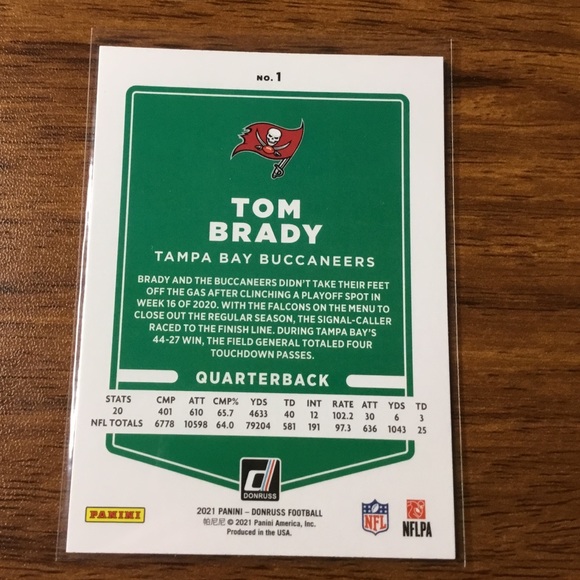 NO. 1
TOM
BRADY
TAMPA BAY BUCCANEERS
BRADY AND THE BUCCANEERS DIDN'T TAKE THEIR FEET
OFF THE GAS AFTER CLINCHING A PLAYOFF SPOT IN
WEEK 16 OF 2020. WITH THE FALCONS ON THE MENU TO
CLOSE OUT THE REGULAR SEASON, THE SIGNAL-CALLER
RACED TO THE FINISH LINE. DURING TAMPA BAY'S
44-27 WIN, THE FIELD GENERAL TOTALED FOUR
TOUCHDOWN PASSES.
QUARTERBACK
STATS CMP ATT CMP% YDS TD INT RATE ATT YDS TD
20 401 610 65.7 4633 40 12 102.2 30 6 3
NFL TOTALS 6778 10598 64.0 79204 581 191 97.3 636 1043 25
DONRUSS
PANINI
2021 PANINI – DONRUSS FOOTBALL
帕尼尼 © 2021 Panini America, Inc.
Produced in the USA.
NFL
NFLPA